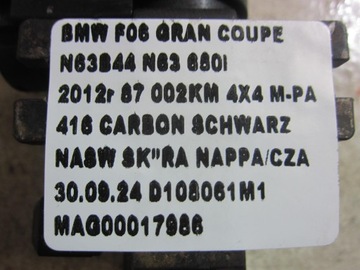 BMW F06 GRAN COUPE
N63B44 N63 650I
2012r 87 002KM 4X4 M-PA
416 CARBON SCHWARZ
NASW SK"RA NAPPA/CZA
30.09.24 D108061M1
MAG00017986